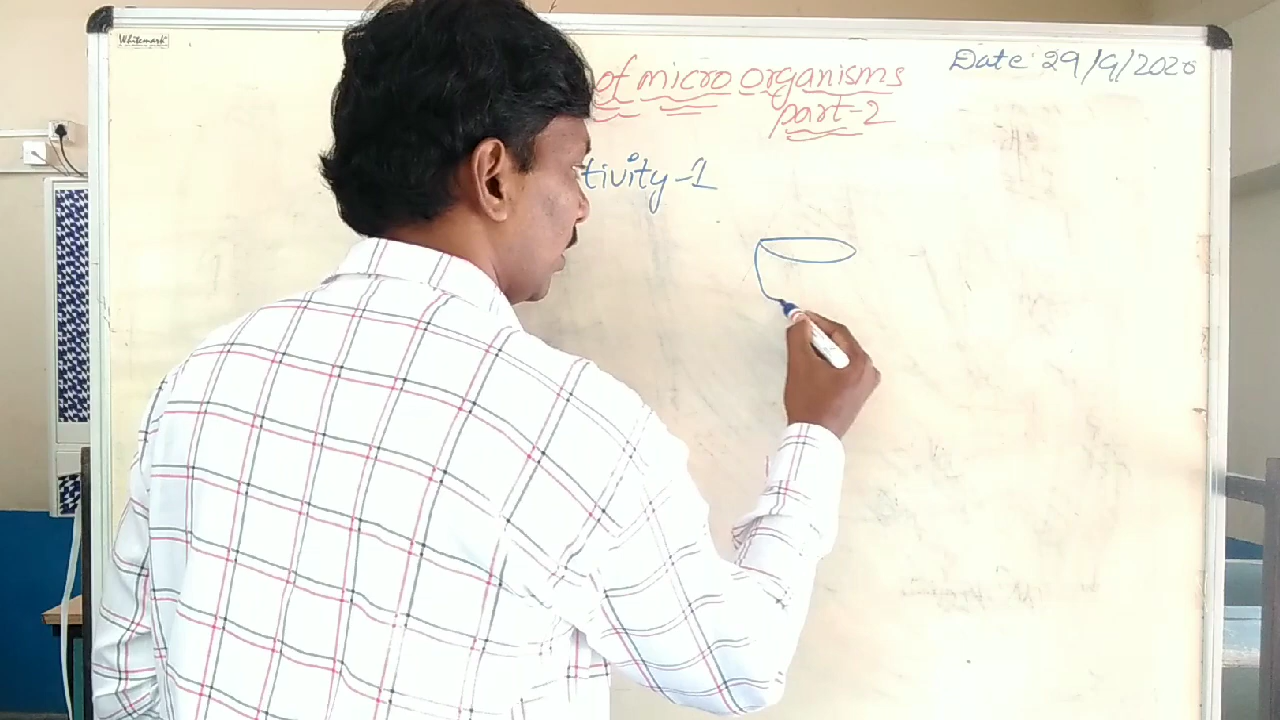 Whitemark
of micro organisms
Date: 29/9/2020
part-2
tivity-1